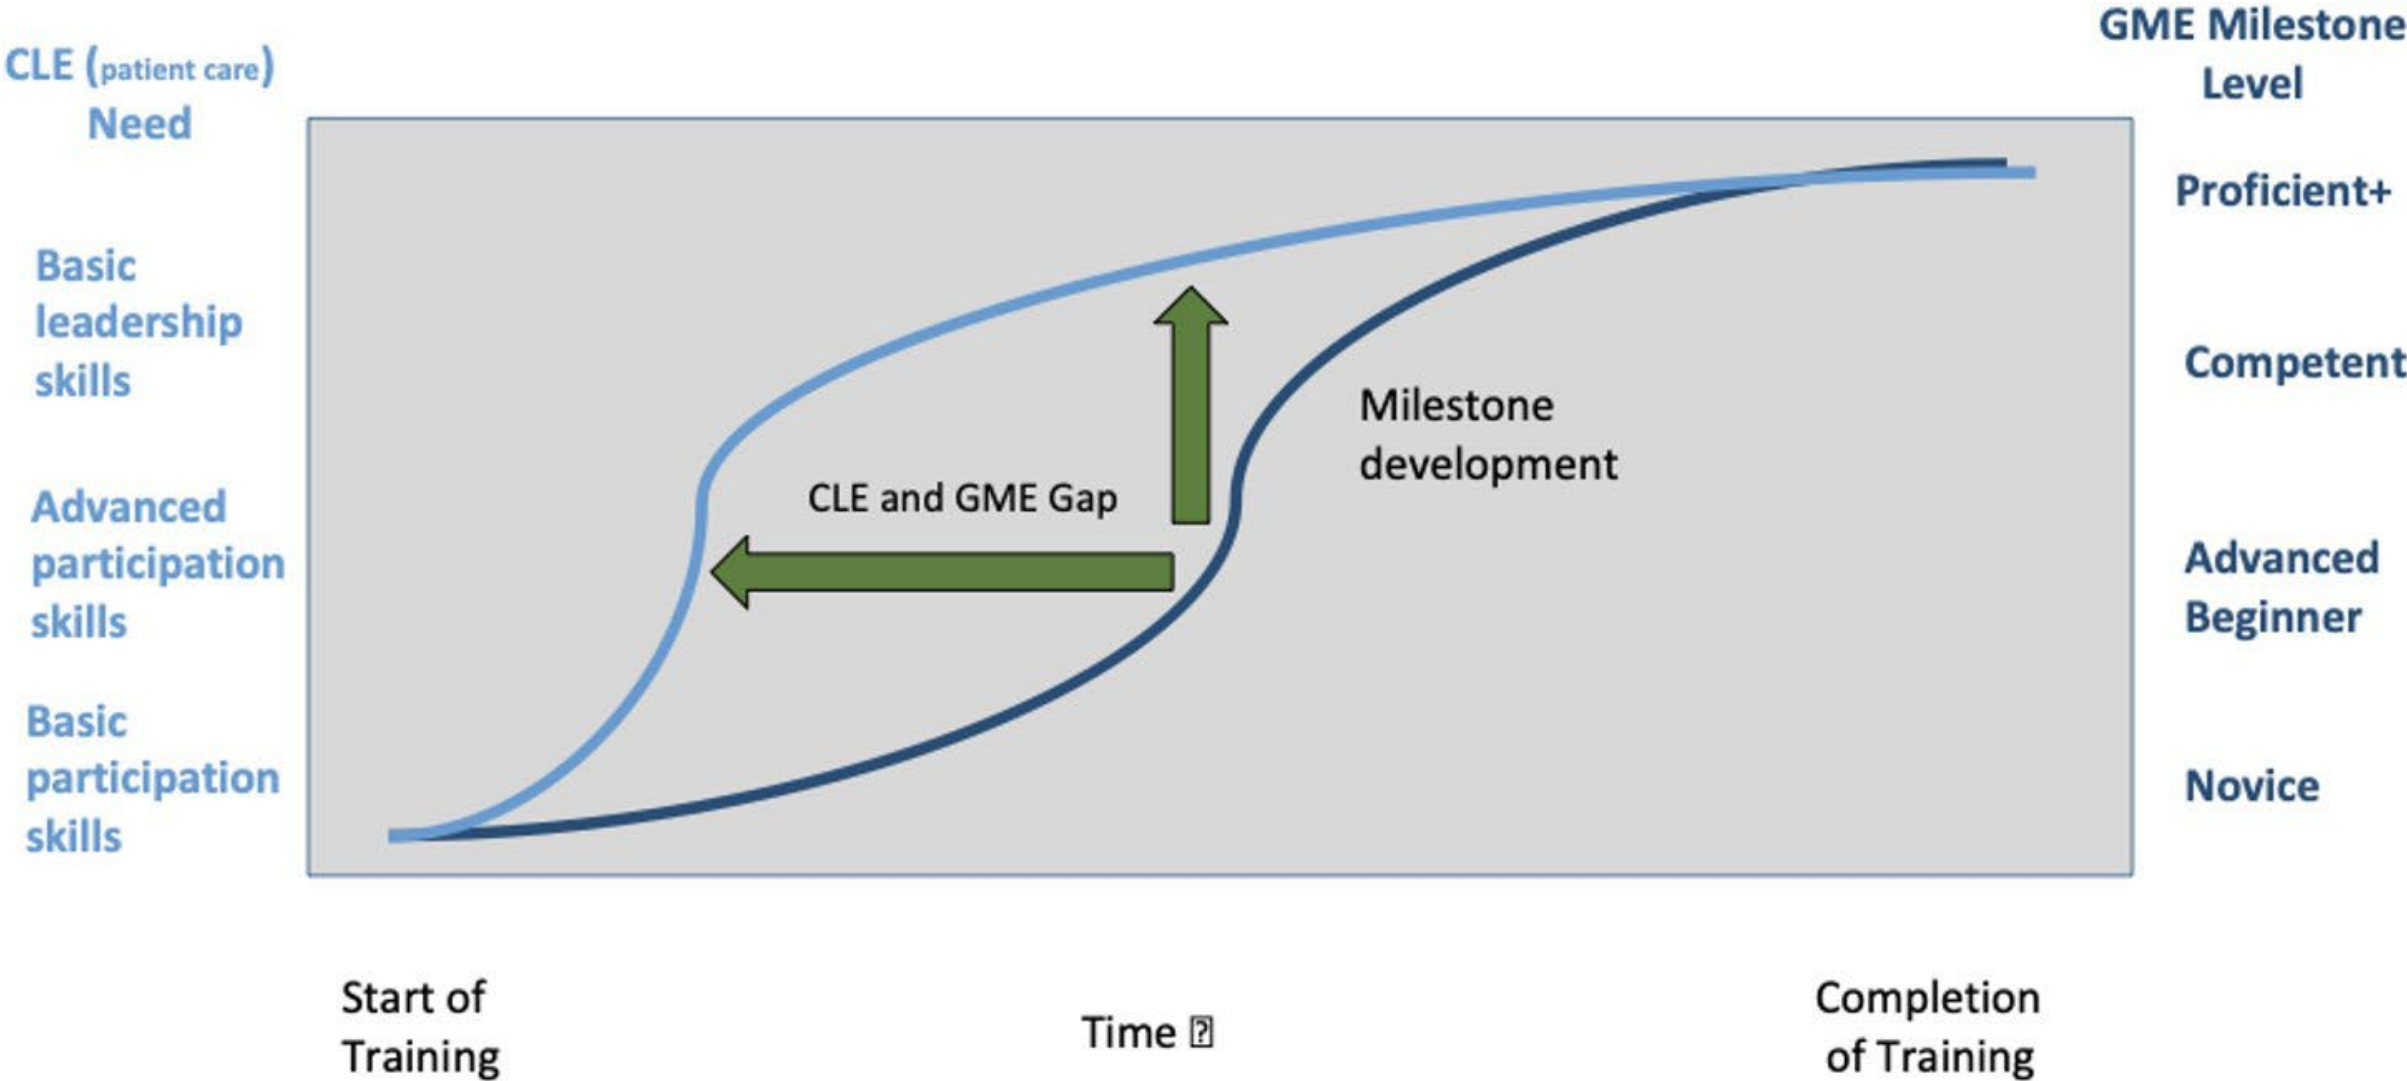 CLE (patient care)
Need
GME Milestone
Level
Proficient+
Basic
leadership
skills
Competent
Milestone
development
CLE and GME Gap
Advanced
participation
skills
Advanced
Beginner
Basic
participation
skills
Novice
Start of
Training
Time ⍰
Completion
of Training